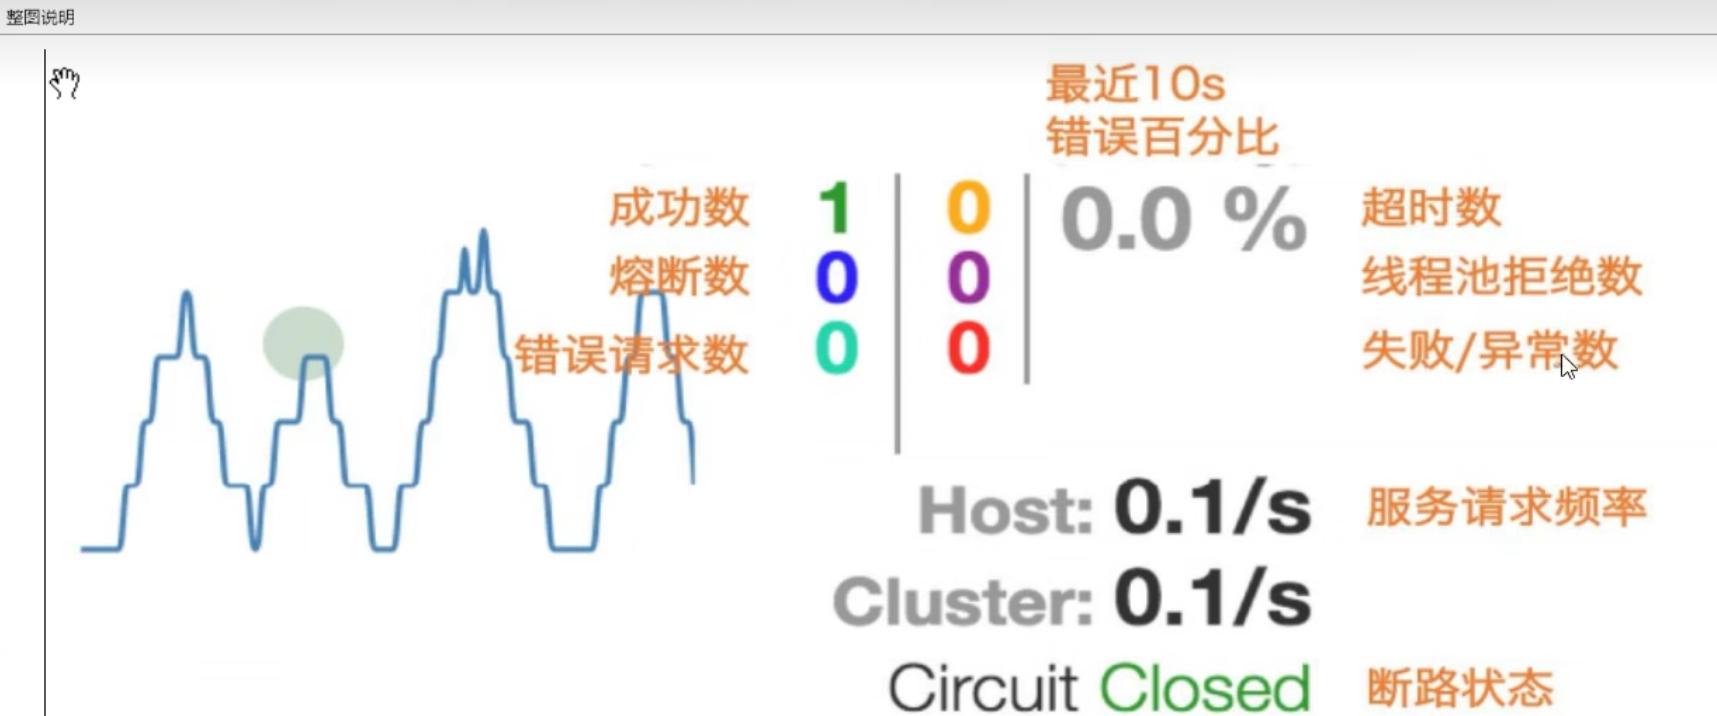 整图说明
最近10s
错误百分比
成功数 1 0 0.0 % 超时数
熔断数 0 0 线程池拒绝数
错误请求数 0 0 失败/异常数
Host: 0.1/s 服务请求频率
Cluster: 0.1/s
Circuit Closed 断路状态